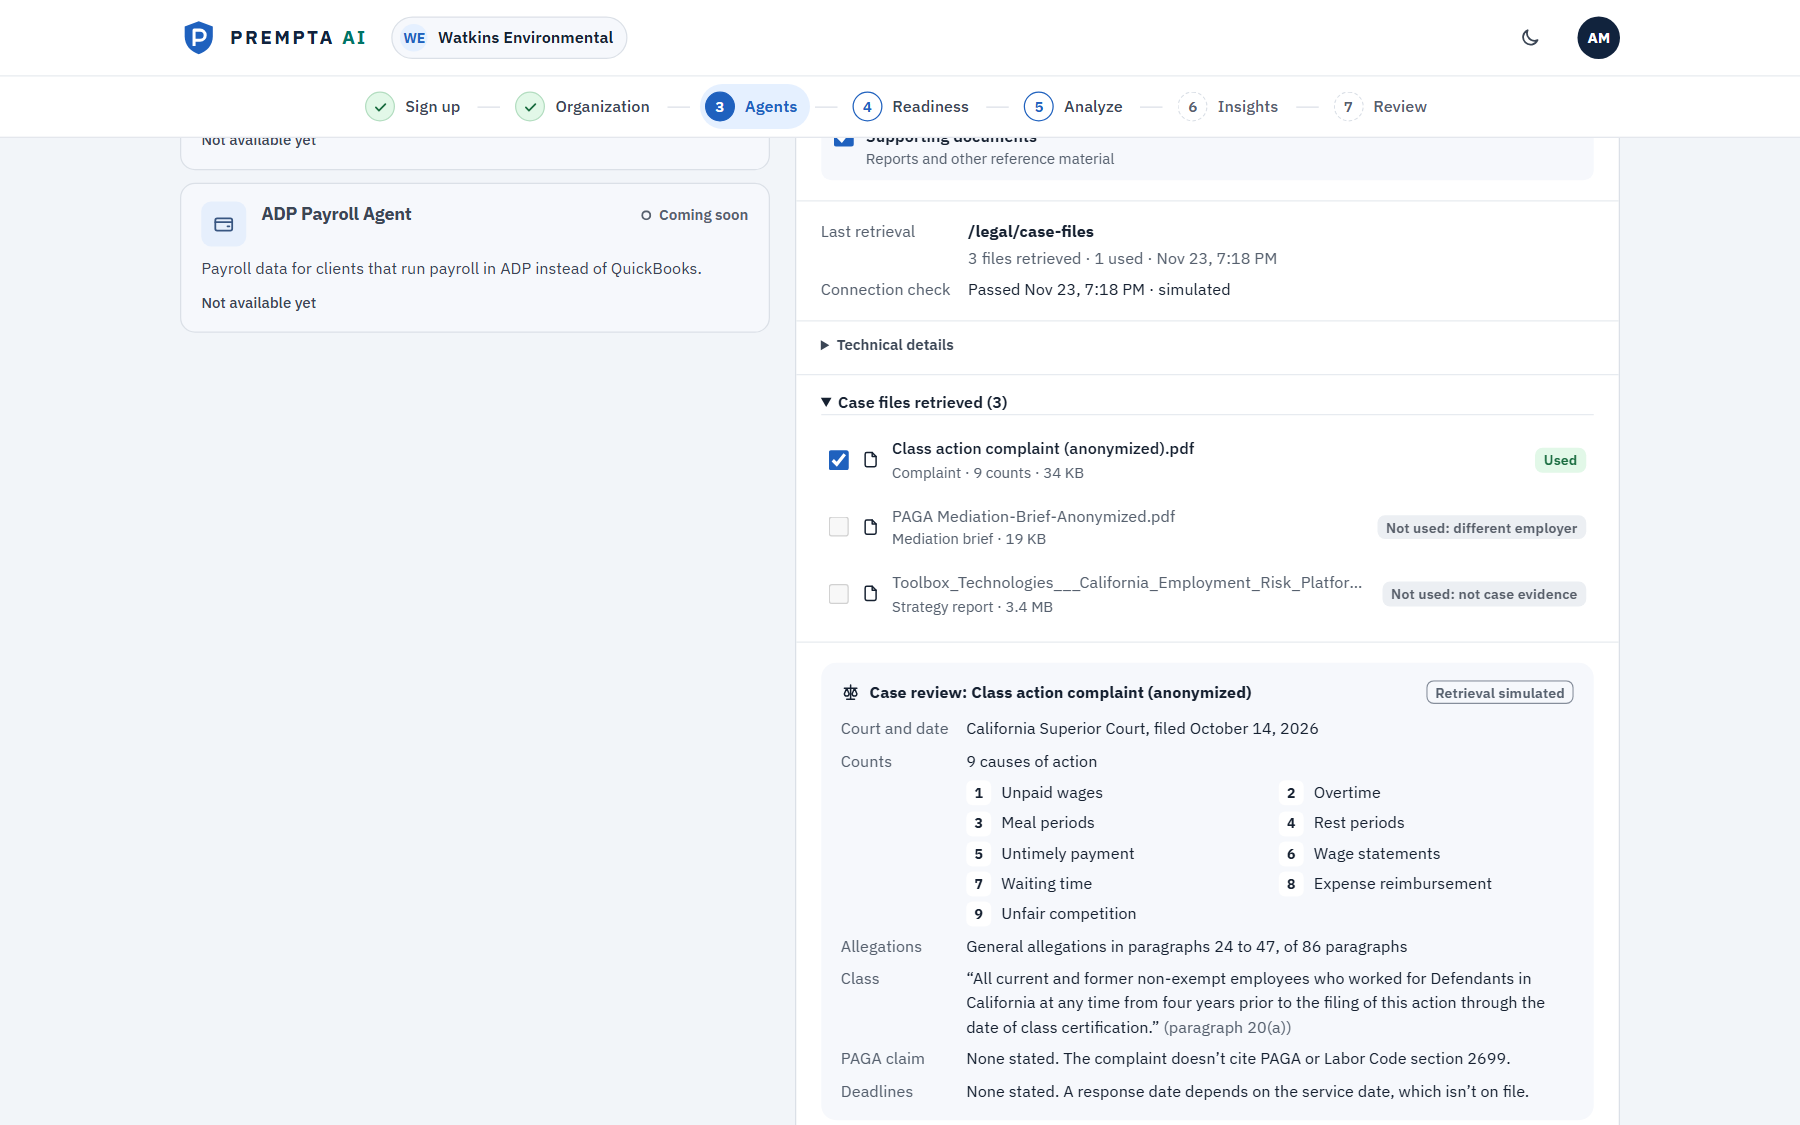 PREMPTA AI
WE Watkins Environmental
AM
Sign up
Organization
3 Agents
4 Readiness
5 Analyze
6 Insights
7 Review
Not available yet
ADP Payroll Agent
Coming soon
Payroll data for clients that run payroll in ADP instead of QuickBooks.
Not available yet
Supporting documents
Reports and other reference material
Last retrieval /legal/case-files
3 files retrieved · 1 used · Nov 23, 7:18 PM
Connection check Passed Nov 23, 7:18 PM · simulated
Technical details
Case files retrieved (3)
Class action complaint (anonymized).pdf
Complaint · 9 counts · 34 KB
Used
PAGA Mediation-Brief-Anonymized.pdf
Mediation brief · 19 KB
Not used: different employer
Toolbox_Technologies___California_Employment_Risk_Platfor...
Strategy report · 3.4 MB
Not used: not case evidence
Case review: Class action complaint (anonymized)
Retrieval simulated
Court and date California Superior Court, filed October 14, 2026
Counts 9 causes of action
1 Unpaid wages
2 Overtime
3 Meal periods
4 Rest periods
5 Untimely payment
6 Wage statements
7 Waiting time
8 Expense reimbursement
9 Unfair competition
Allegations General allegations in paragraphs 24 to 47, of 86 paragraphs
Class “All current and former non-exempt employees who worked for Defendants in
California at any time from four years prior to the filing of this action through the
date of class certification.” (paragraph 20(a))
PAGA claim None stated. The complaint doesn’t cite PAGA or Labor Code section 2699.
Deadlines None stated. A response date depends on the service date, which isn’t on file.